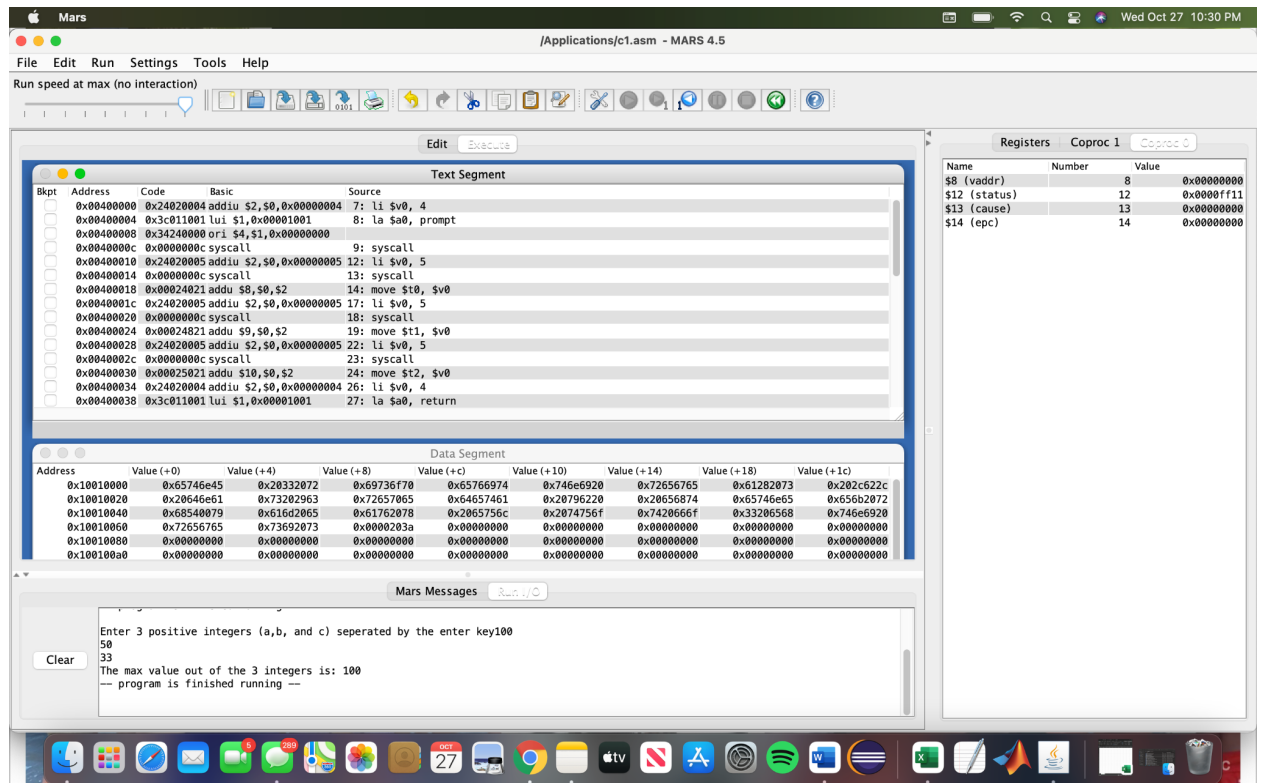 Mars
Wed Oct 27 10:30 PM
/Applications/c1.asm - MARS 4.5
File Edit Run Settings Tools Help
Run speed at max (no interaction)
Edit Execute
Registers Coproc 1 Coproc 0
Text Segment
Bkpt Address Code Basic Source
0x00400000 0x24020004 addiu $2,$0,0x00000004 7: li $v0, 4
0x00400004 0x3c011001 lui $1,0x00001001 8: la $a0, prompt
0x00400008 0x34240000 ori $4,$1,0x00000000
0x0040000c 0x0000000c syscall 9: syscall
0x00400010 0x24020005 addiu $2,$0,0x00000005 12: li $v0, 5
0x00400014 0x0000000c syscall 13: syscall
0x00400018 0x00024021 addu $8,$0,$2 14: move $t0, $v0
0x0040001c 0x24020005 addiu $2,$0,0x00000005 17: li $v0, 5
0x00400020 0x0000000c syscall 18: syscall
0x00400024 0x00024821 addu $9,$0,$2 19: move $t1, $v0
0x00400028 0x24020005 addiu $2,$0,0x00000005 22: li $v0, 5
0x0040002c 0x0000000c syscall 23: syscall
0x00400030 0x00025021 addu $10,$0,$2 24: move $t2, $v0
0x00400034 0x24020004 addiu $2,$0,0x00000004 26: li $v0, 4
0x00400038 0x3c011001 lui $1,0x00001001 27: la $a0, return
Name Number Value
$8 (vaddr) 8 0x00000000
$12 (status) 12 0x0000ff11
$13 (cause) 13 0x00000000
$14 (epc) 14 0x00000000
Data Segment
Address Value (+0) Value (+4) Value (+8) Value (+c) Value (+10) Value (+14) Value (+18) Value (+1c)
0x10010000 0x65746e45 0x20332072 0x69736f70 0x65766974 0x746e6920 0x72656765 0x61282073 0x202c622c
0x10010020 0x20646e61 0x73202963 0x72657065 0x64657461 0x20796220 0x20656874 0x65746e65 0x656b2072
0x10010040 0x68540079 0x616d2065 0x61762078 0x2065756c 0x2074756f 0x7420666f 0x33206568 0x746e6920
0x10010060 0x72656765 0x73692073 0x0000203a 0x00000000 0x00000000 0x00000000 0x00000000 0x00000000
0x10010080 0x00000000 0x00000000 0x00000000 0x00000000 0x00000000 0x00000000 0x00000000 0x00000000
0x100100a0 0x00000000 0x00000000 0x00000000 0x00000000 0x00000000 0x00000000 0x00000000 0x00000000
Mars Messages Run I/O
Enter 3 positive integers (a,b, and c) seperated by the enter key100
50
33
The max value out of the 3 integers is: 100
-- program is finished running --
Clear
5
289
OCT
27
tv